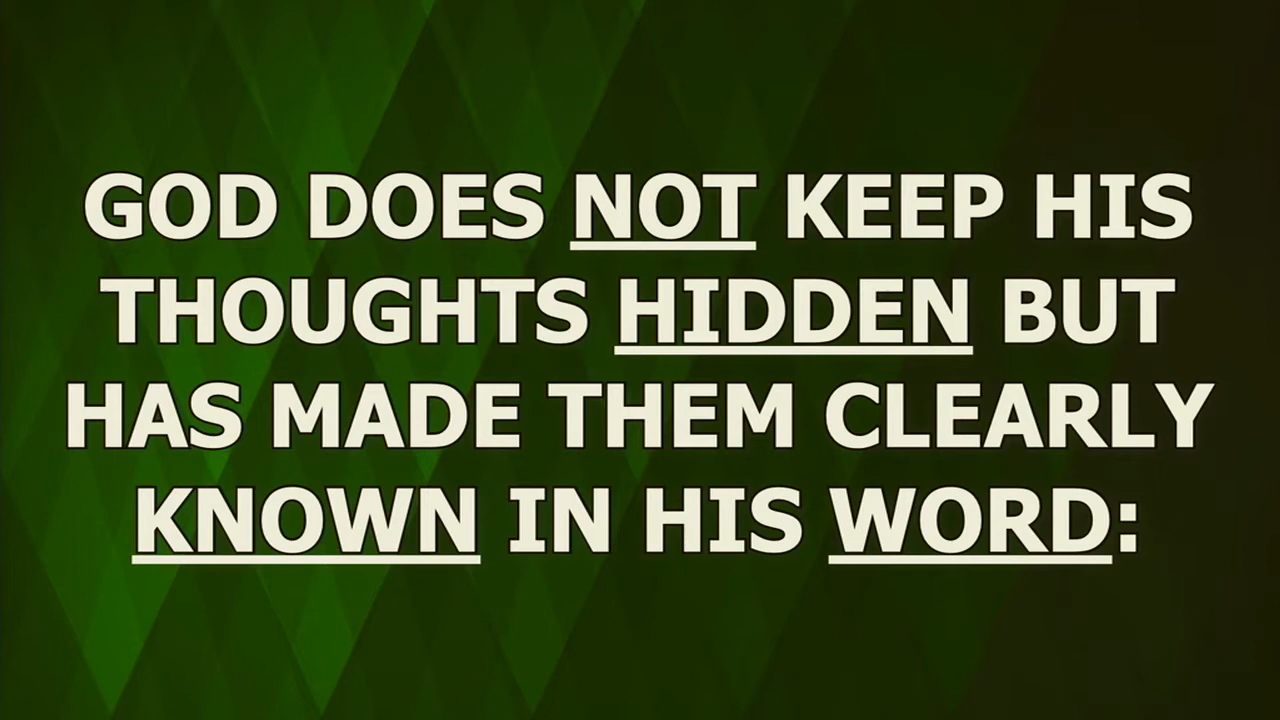 GOD DOES NOT KEEP HIS
THOUGHTS HIDDEN BUT
HAS MADE THEM CLEARLY
KNOWN IN HIS WORD: